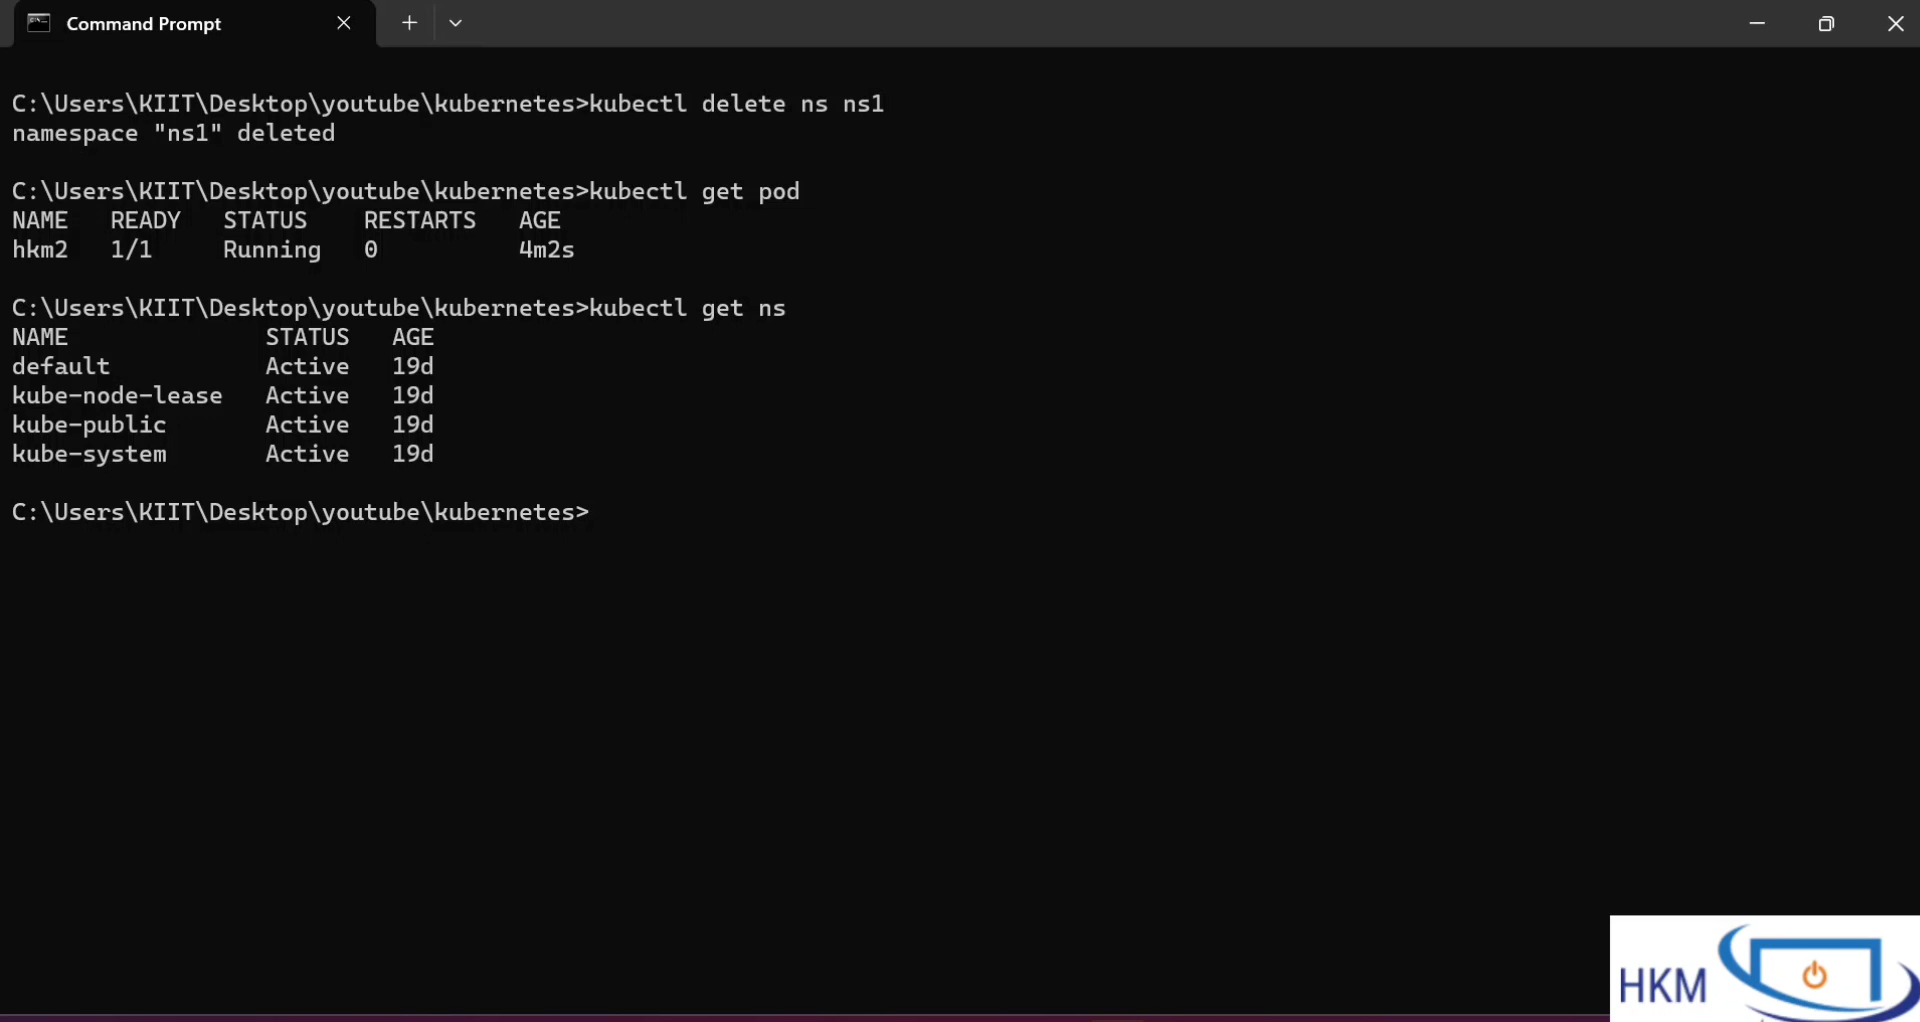 Command Prompt
C:\Users\KIIT\Desktop\youtube\kubernetes>kubectl delete ns ns1
namespace "ns1" deleted
C:\Users\KIIT\Desktop\youtube\kubernetes>kubectl get pod
NAME   READY   STATUS    RESTARTS   AGE
hkm2   1/1     Running   0          4m2s
C:\Users\KIIT\Desktop\youtube\kubernetes>kubectl get ns
NAME              STATUS   AGE
default           Active   19d
kube-node-lease   Active   19d
kube-public       Active   19d
kube-system       Active   19d
C:\Users\KIIT\Desktop\youtube\kubernetes>
HKM